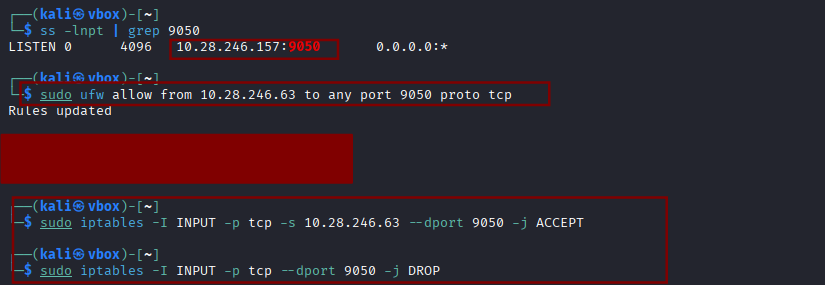 ┌──(kali㉿vbox)-[~]
└─$ ss -lnpt | grep 9050
LISTEN 0      4096   10.28.246.157:9050       0.0.0.0:*
┌──(kali㉿vbox)-[~]
└─$ sudo ufw allow from 10.28.246.63 to any port 9050 proto tcp
Rules updated
┌──(kali㉿vbox)-[~]
└─$ sudo iptables -I INPUT -p tcp -s 10.28.246.63 --dport 9050 -j ACCEPT
┌──(kali㉿vbox)-[~]
└─$ sudo iptables -I INPUT -p tcp --dport 9050 -j DROP